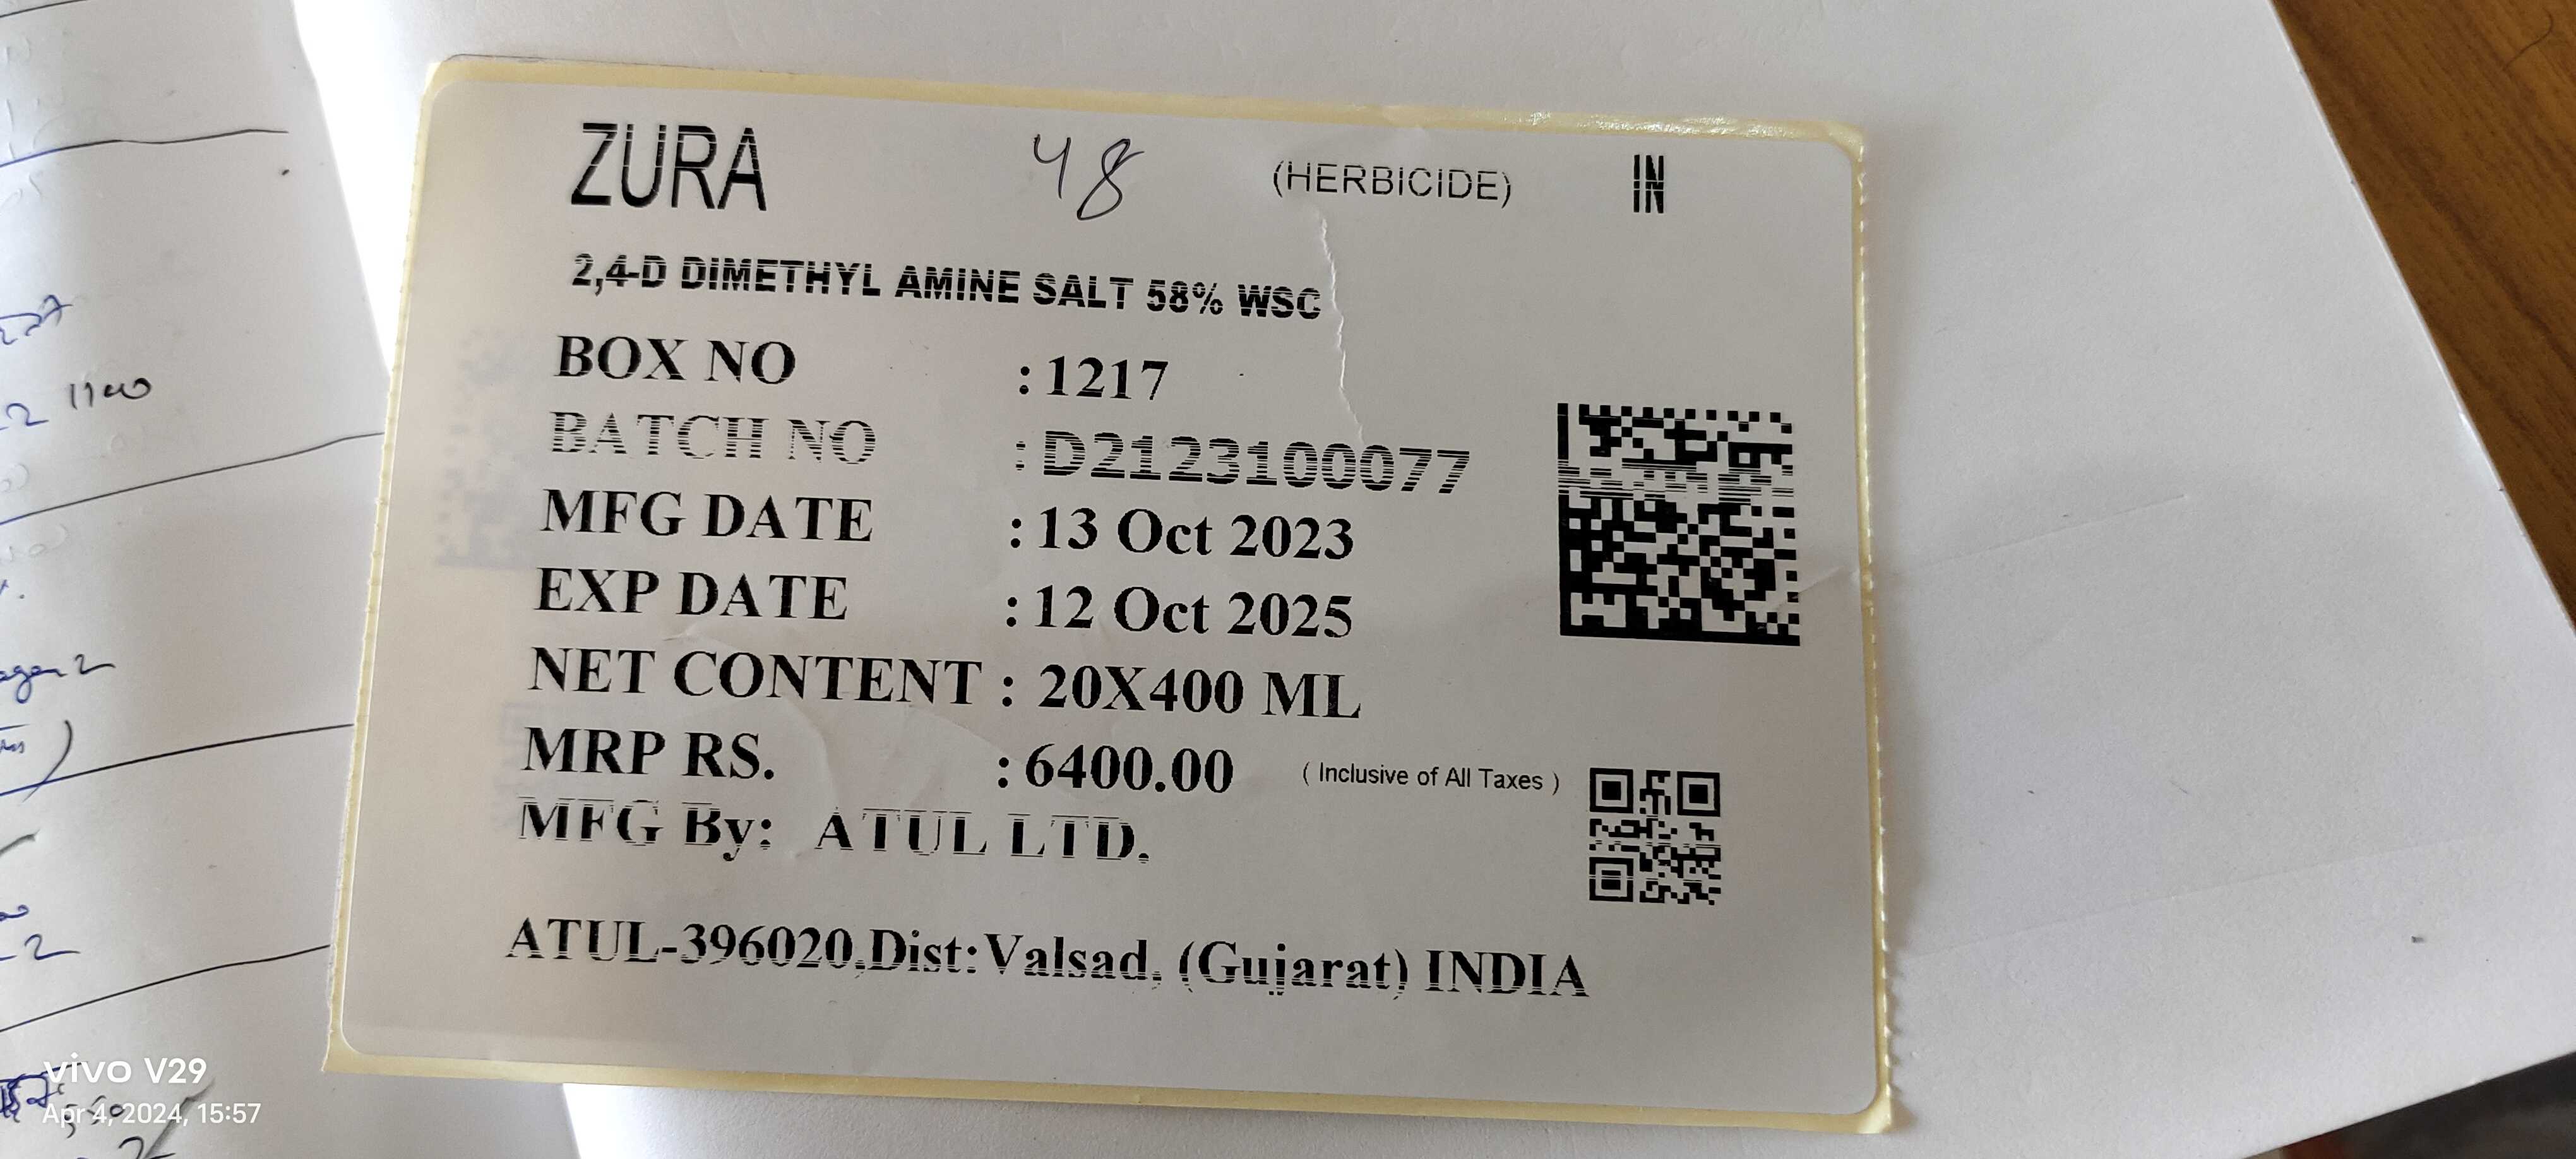 ZURA 48 (HERBICIDE) IN
2,4-D DIMETHYL AMINE SALT 58% WSC
BOX NO : 1217
BATCH NO : D2123100077
MFG DATE : 13 Oct 2023
EXP DATE : 12 Oct 2025
NET CONTENT : 20X400 ML
MRP RS. : 6400.00 ( Inclusive of All Taxes )
MFG By: ATUL LTD.
ATUL-396020,Dist:Valsad, (Gujarat) INDIA
vivo V29
Apr 4, 2024, 15:57